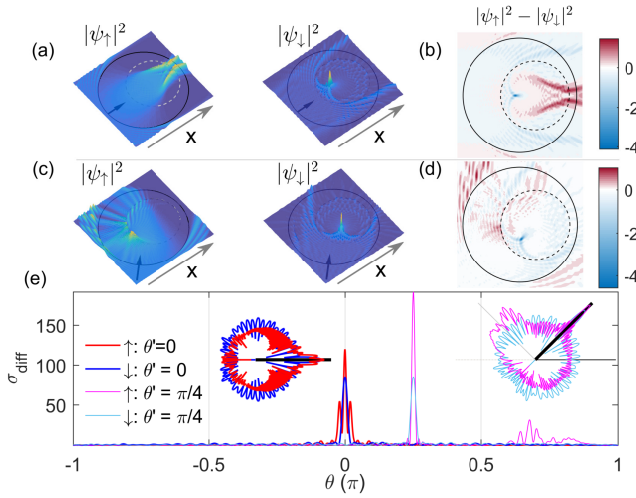 |ψ↑|²
|ψ↓|²
|ψ↑|² − |ψ↓|²
(a)
(b)
x
x
0
-2
-4
(c)
|ψ↑|²
|ψ↓|²
(d)
x
x
0
-2
-4
(e)
150
100
50
σdiff
↑: θ'=0
↓: θ' = 0
↑: θ' = π/4
↓: θ' = π/4
-1
-0.5
0
0.5
1
θ (π)